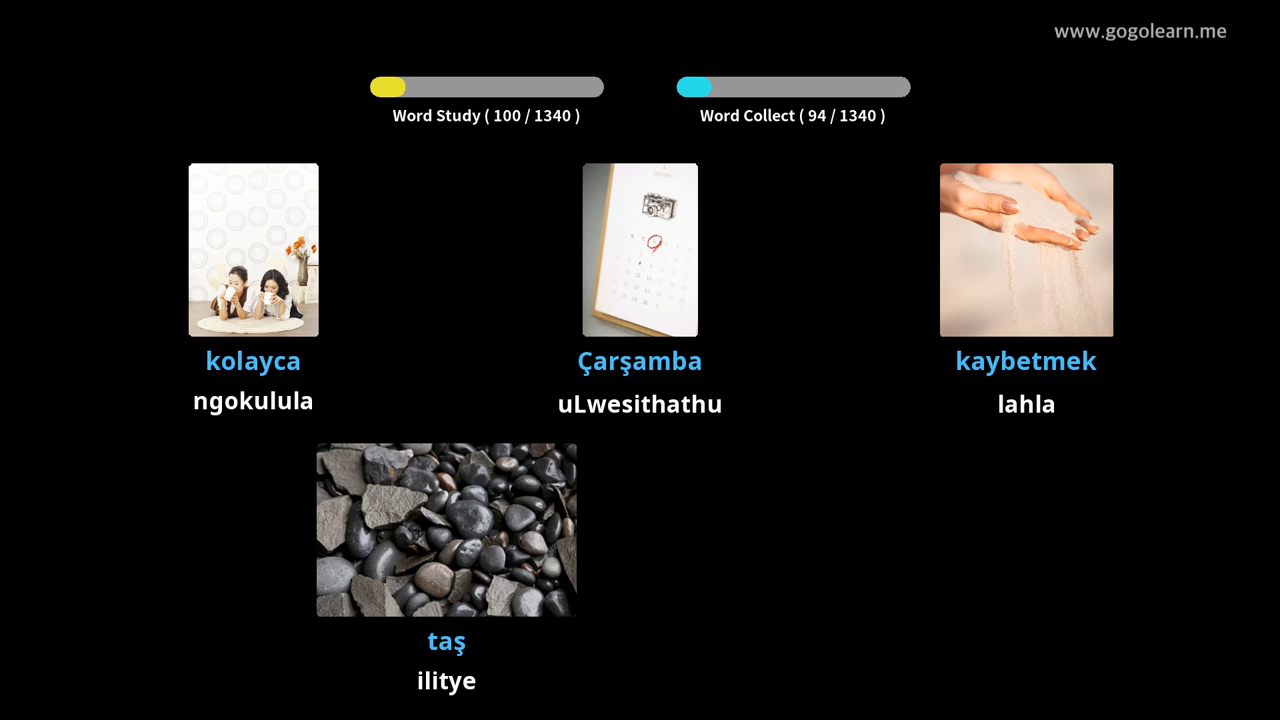 www.gogolearn.me
Word Study ( 100 / 1340 )
Word Collect ( 94 / 1340 )
kolayca
ngokulula
Çarşamba
uLwesithathu
kaybetmek
lahla
taş
ilitye